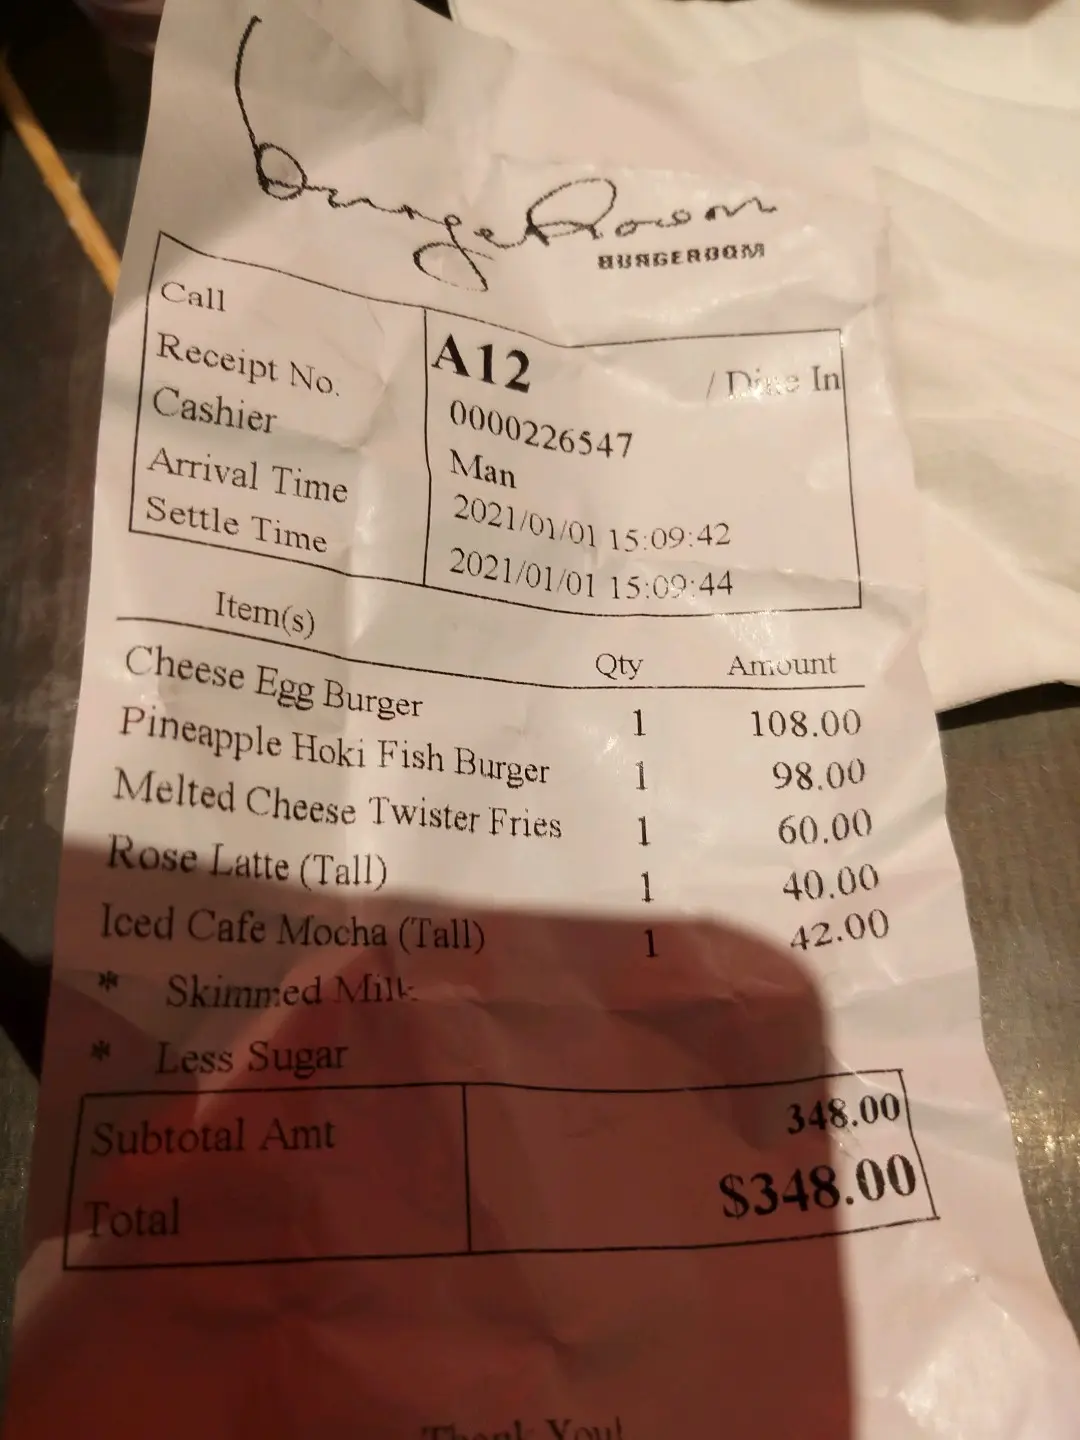 BurgeRoom
BURGEROOM
Call A12 / Dine In
Receipt No. 0000226547
Cashier Man
Arrival Time 2021/01/01 15:09:42
Settle Time 2021/01/01 15:09:44
Item(s) Qty Amount
Cheese Egg Burger 1 108.00
Pineapple Hoki Fish Burger 1 98.00
Melted Cheese Twister Fries 1 60.00
Rose Latte (Tall) 1 40.00
Iced Cafe Mocha (Tall) 1 42.00
* Skimmed Milk
* Less Sugar
Subtotal Amt 348.00
Total $348.00
Thank You!